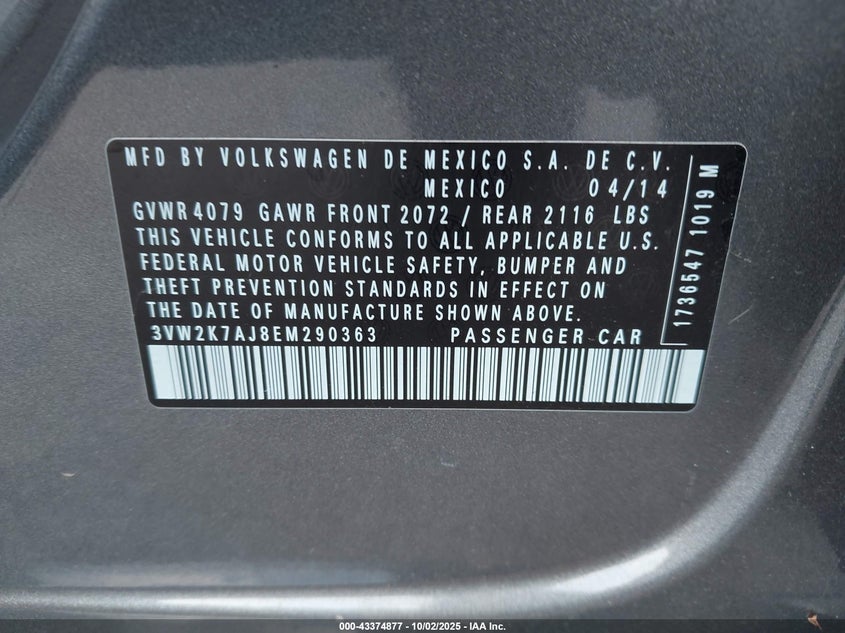 MFD BY VOLKSWAGEN DE MEXICO S.A. DE C.V.
MEXICO 04/14
GVWR 4079 GAWR FRONT 2072 / REAR 2116 LBS
THIS VEHICLE CONFORMS TO ALL APPLICABLE U.S.
FEDERAL MOTOR VEHICLE SAFETY, BUMPER AND
THEFT PREVENTION STANDARDS IN EFFECT ON
THE DATE OF MANUFACTURE SHOWN ABOVE.
3VW2K7AJ8EM290363 PASSENGER CAR
1736547 1019 M
000-43374877 - 10/02/2025 - IAA Inc.